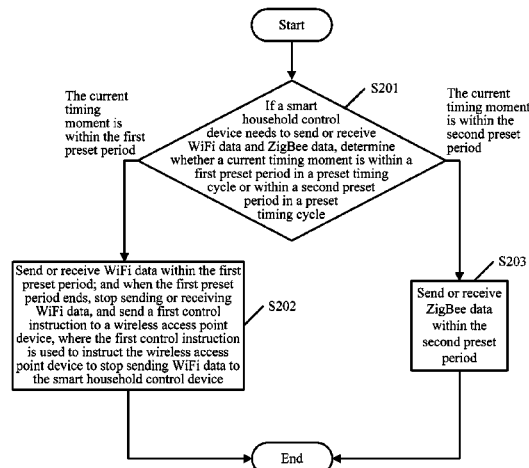 Start
S201
The current
timing
moment is
within the first
preset period
If a smart
household control
device needs to send or receive
WiFi data and ZigBee data, determine
whether a current timing moment is within a
first preset period in a preset timing
cycle or within a second preset
period in a preset
timing cycle
The current
timing moment
is within the
second preset
period
Send or receive WiFi data within the first
preset period; and when the first preset
period ends, stop sending or receiving
WiFi data, and send a first control
instruction to a wireless access point
device, where the first control instruction
is used to instruct the wireless access
point device to stop sending WiFi data to
the smart household control device
S202
S203
Send or receive
ZigBee data
within the
second preset
period
End